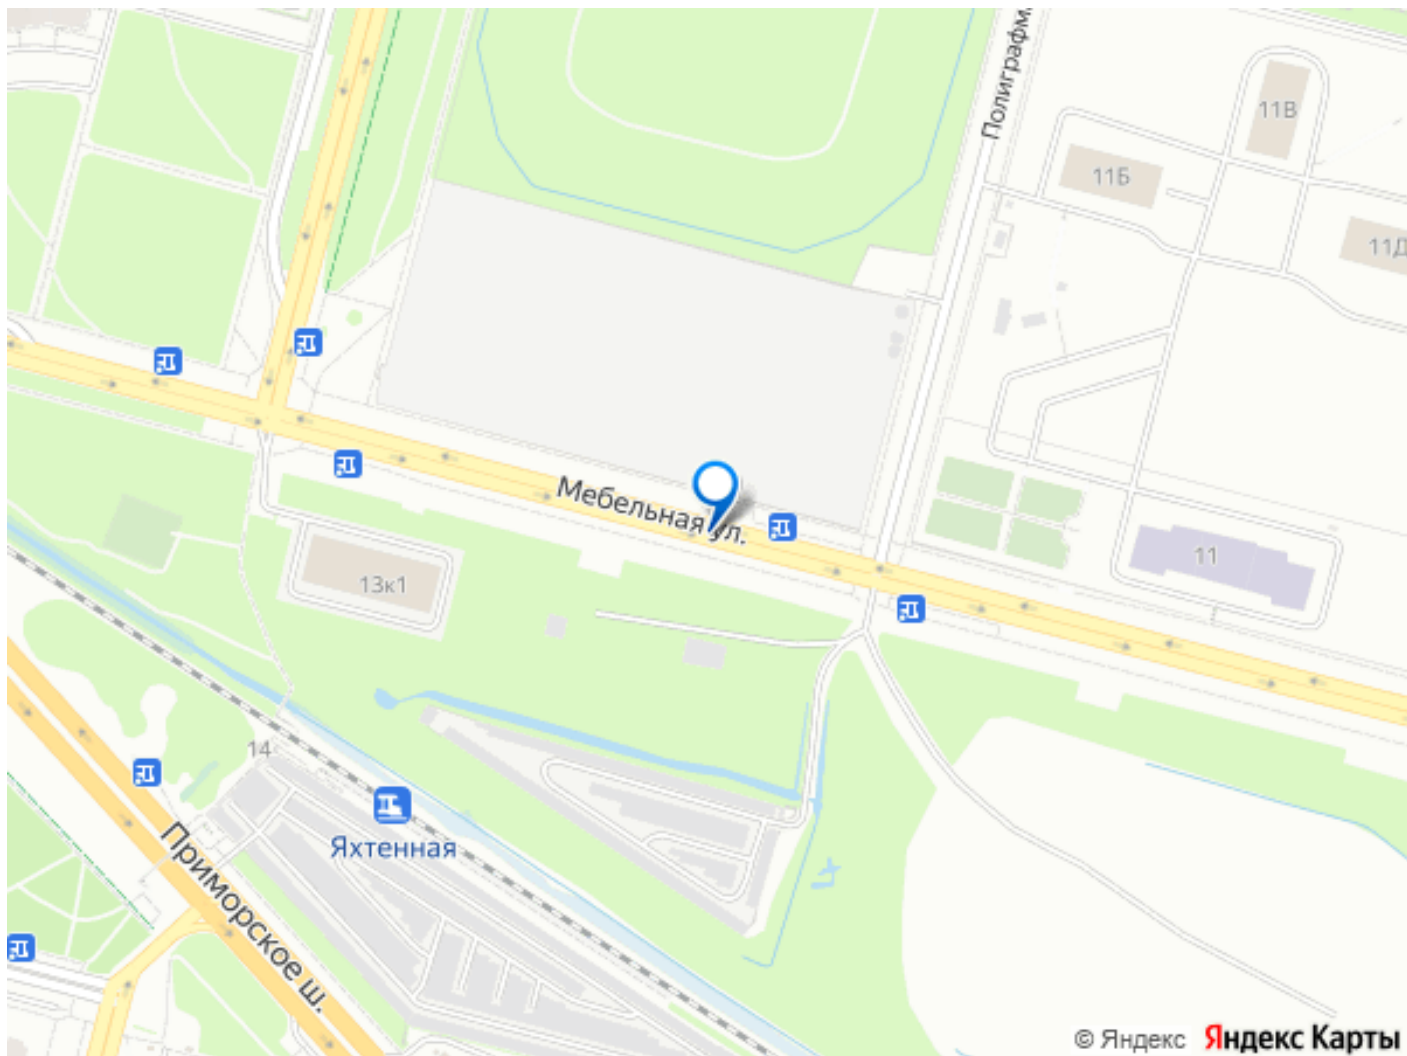 Полиграфм
11В
11Б
11Д
Мебельная ул.
11
13к1
14
Яхтенная
Приморское ш.
© Яндекс Яндекс Карты